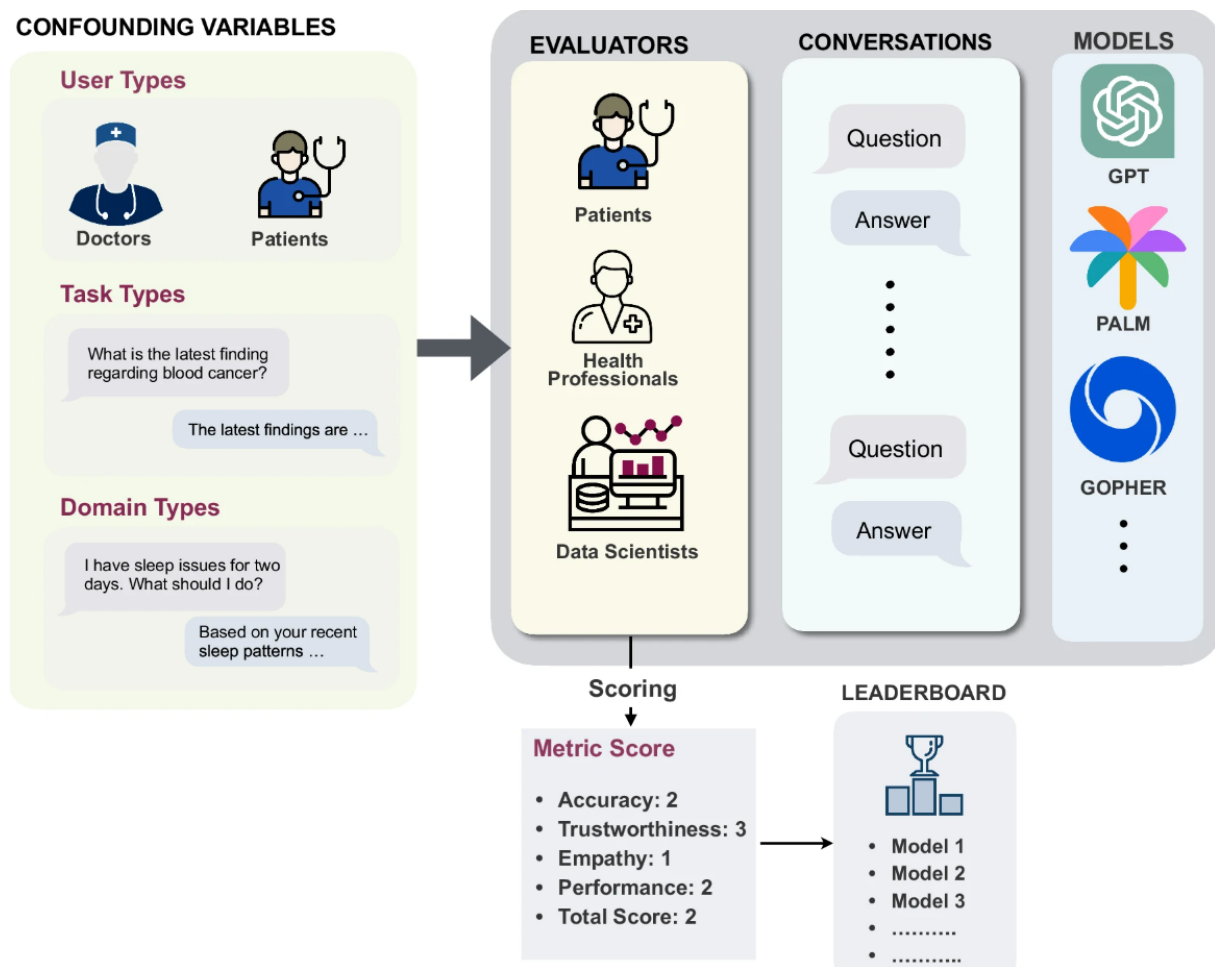 CONFOUNDING VARIABLES
User Types
Doctors
Patients
Task Types
What is the latest finding
regarding blood cancer?
The latest findings are ...
Domain Types
I have sleep issues for two
days. What should I do?
Based on your recent
sleep patterns ...
EVALUATORS
Patients
Health
Professionals
Data Scientists
CONVERSATIONS
Question
Answer
Question
Answer
MODELS
GPT
PALM
GOPHER
Scoring
Metric Score
• Accuracy: 2
• Trustworthiness: 3
• Empathy: 1
• Performance: 2
• Total Score: 2
LEADERBOARD
• Model 1
• Model 2
• Model 3
• ..........
• ...........